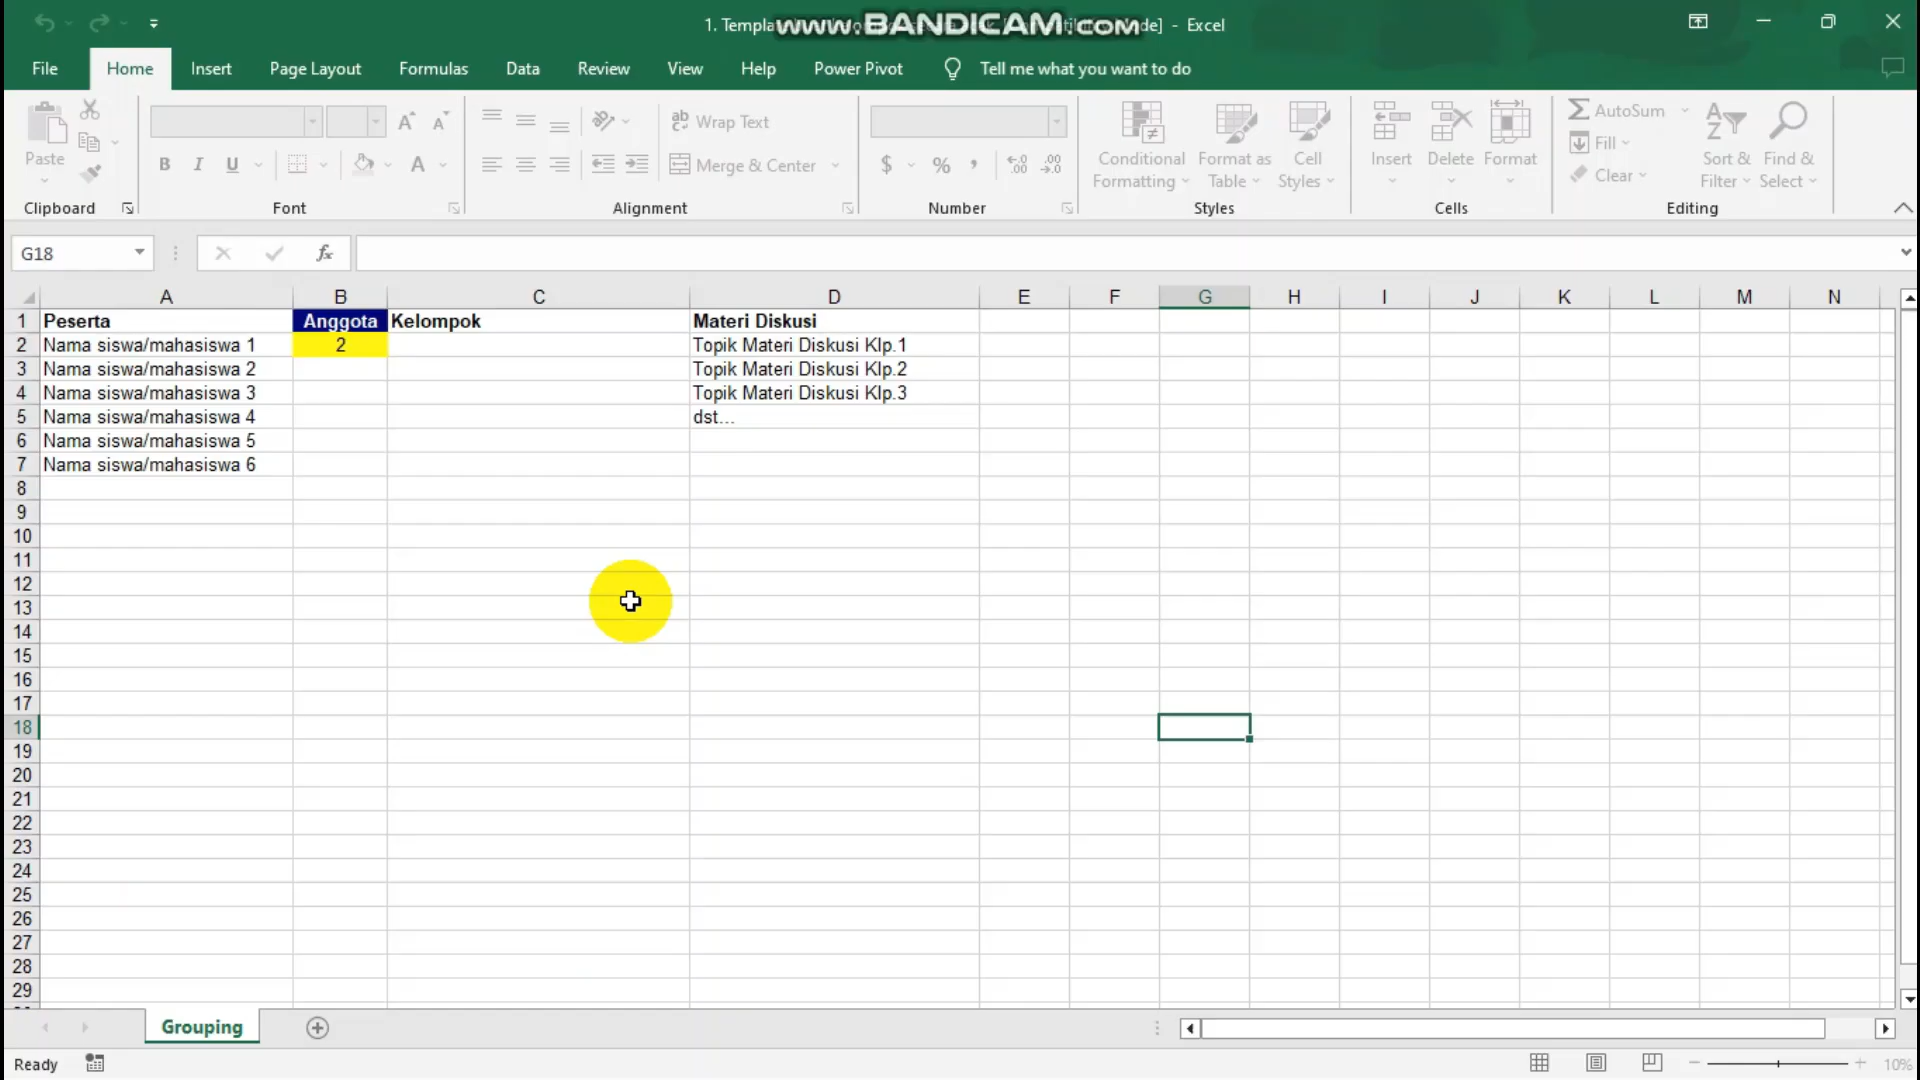 1. Templa
www.BANDICAM.com
de] - Excel
File Home Insert Page Layout Formulas Data Review View Help Power Pivot Tell me what you want to do
Paste
Clipboard
B I U A
Font
Wrap Text
Merge & Center
Alignment
$ %
Number
Conditional Formatting
Format as Table
Cell Styles
Styles
Insert
Delete
Format
Cells
AutoSum
Fill
Clear
Sort & Filter
Find & Select
Editing
G18 fx
A B C D E F G H I J K L M N
1 Peserta Anggota Kelompok Materi Diskusi
2 Nama siswa/mahasiswa 1 2 Topik Materi Diskusi Klp.1
3 Nama siswa/mahasiswa 2 Topik Materi Diskusi Klp.2
4 Nama siswa/mahasiswa 3 Topik Materi Diskusi Klp.3
5 Nama siswa/mahasiswa 4 dst...
6 Nama siswa/mahasiswa 5
7 Nama siswa/mahasiswa 6
8
9
10
11
12
13
14
15
16
17
18
19
20
21
22
23
24
25
26
27
28
29
Grouping
Ready
10%